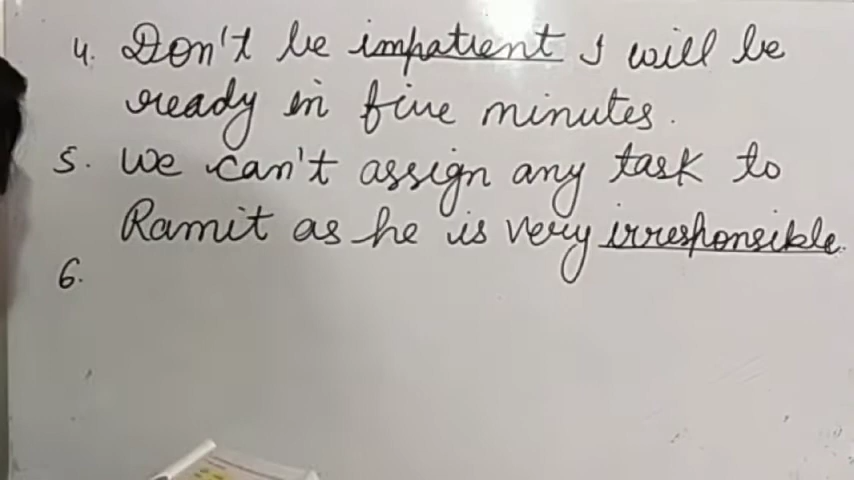 4. Don't be impatient I will be
ready in five minutes.
5. We can't assign any task to
Ramit as he is very irresponsible.
6.